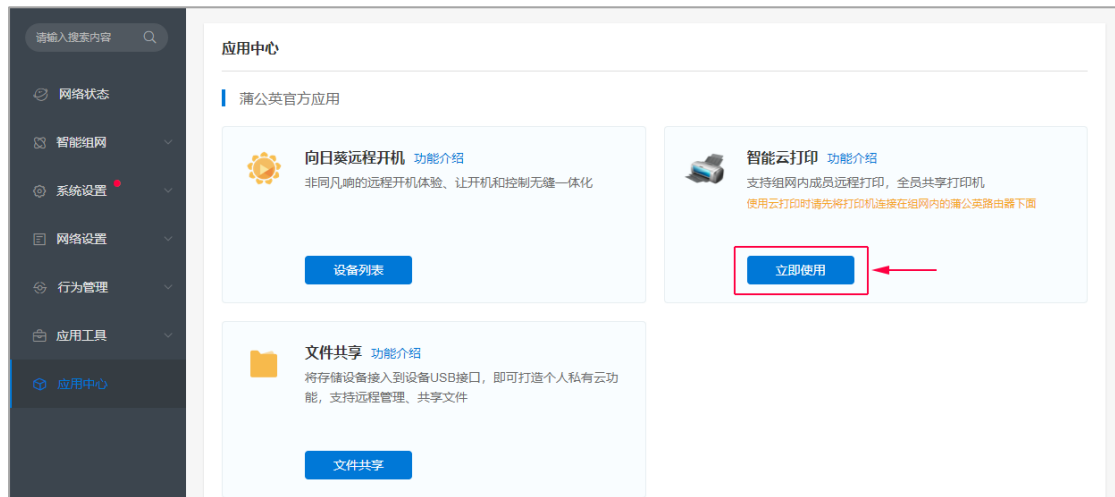 请输入搜索内容
网络状态
智能组网
系统设置
网络设置
行为管理
应用工具
应用中心
应用中心
蒲公英官方应用
向日葵远程开机 功能介绍
非同凡响的远程开机体验、让开机和控制无缝一体化
设备列表
智能云打印 功能介绍
支持组网内成员远程打印，全员共享打印机
使用云打印时请先将打印机连接在组网内的蒲公英路由器下面
立即使用
文件共享 功能介绍
将存储设备接入到设备USB接口，即可打造个人私有云功
能，支持远程管理、共享文件
文件共享